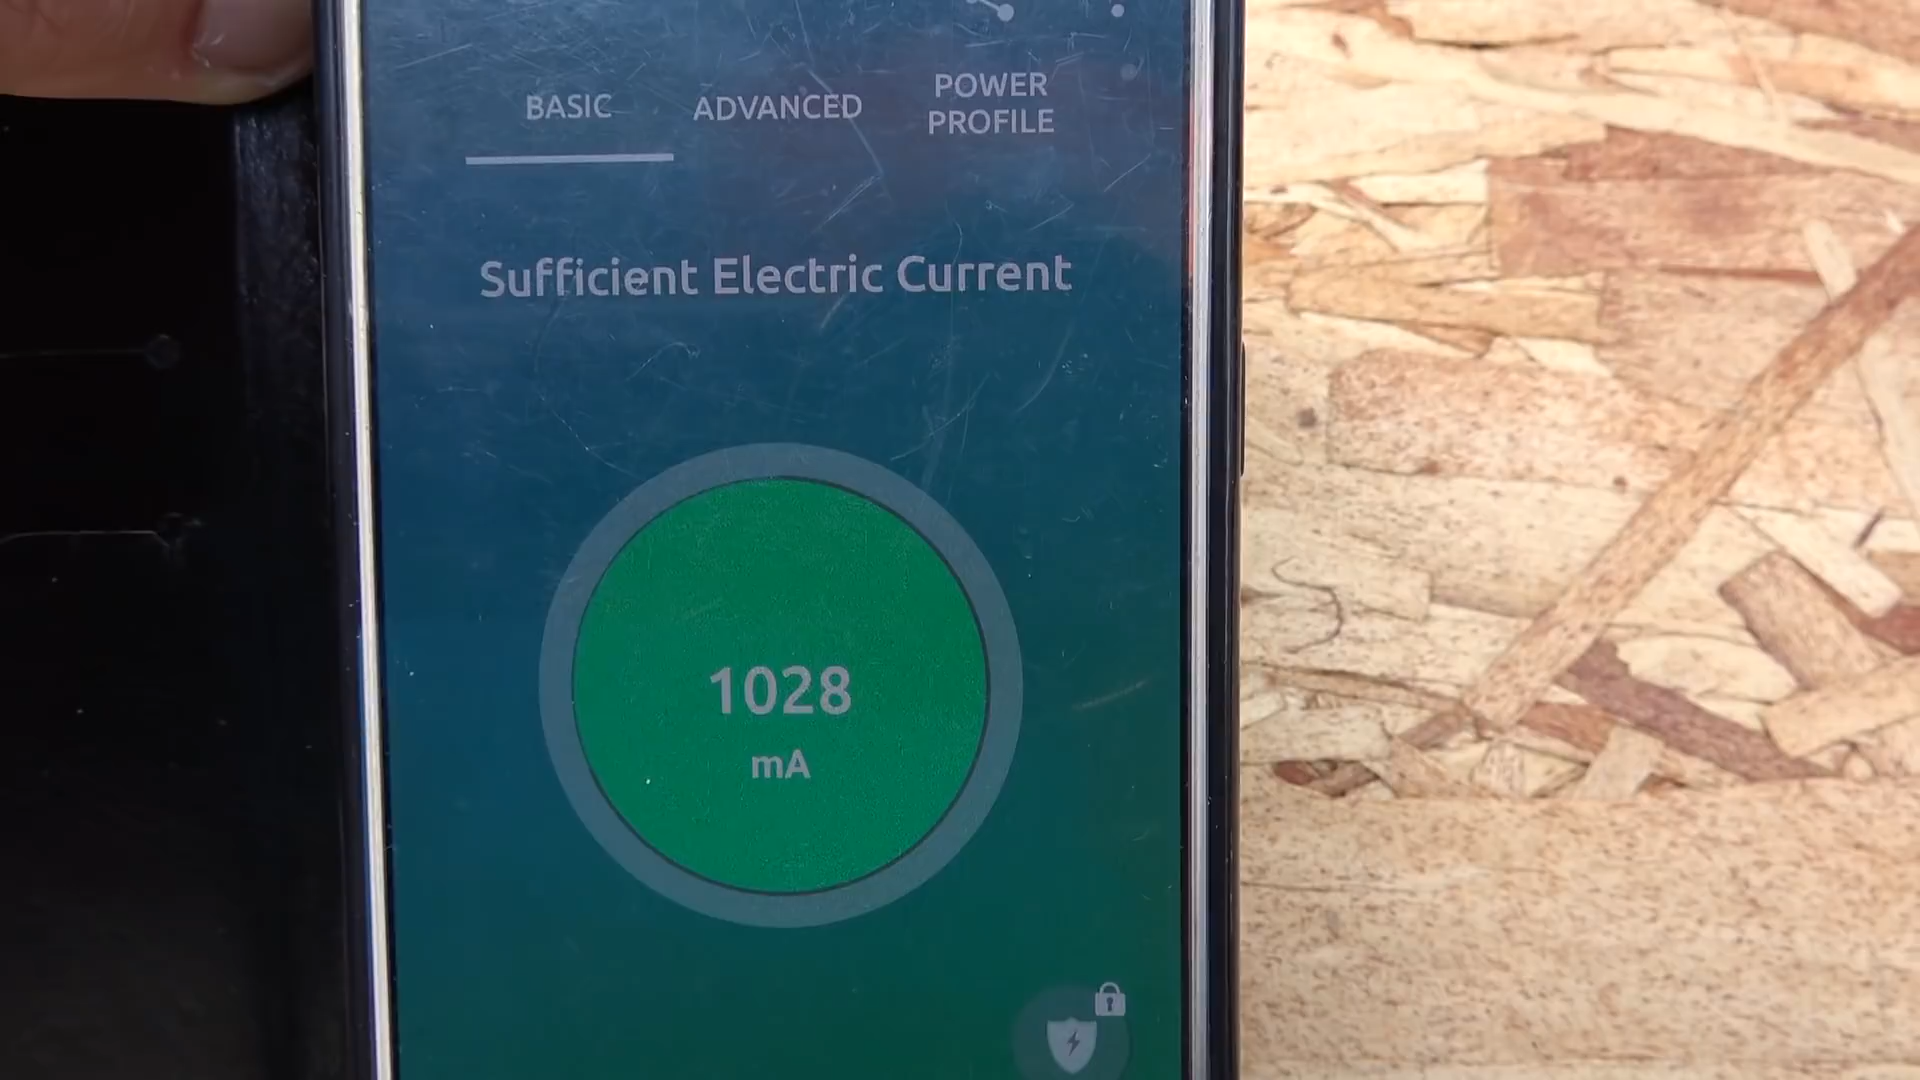 BASIC
ADVANCED
POWER
PROFILE
Sufficient Electric Current
1028
mA